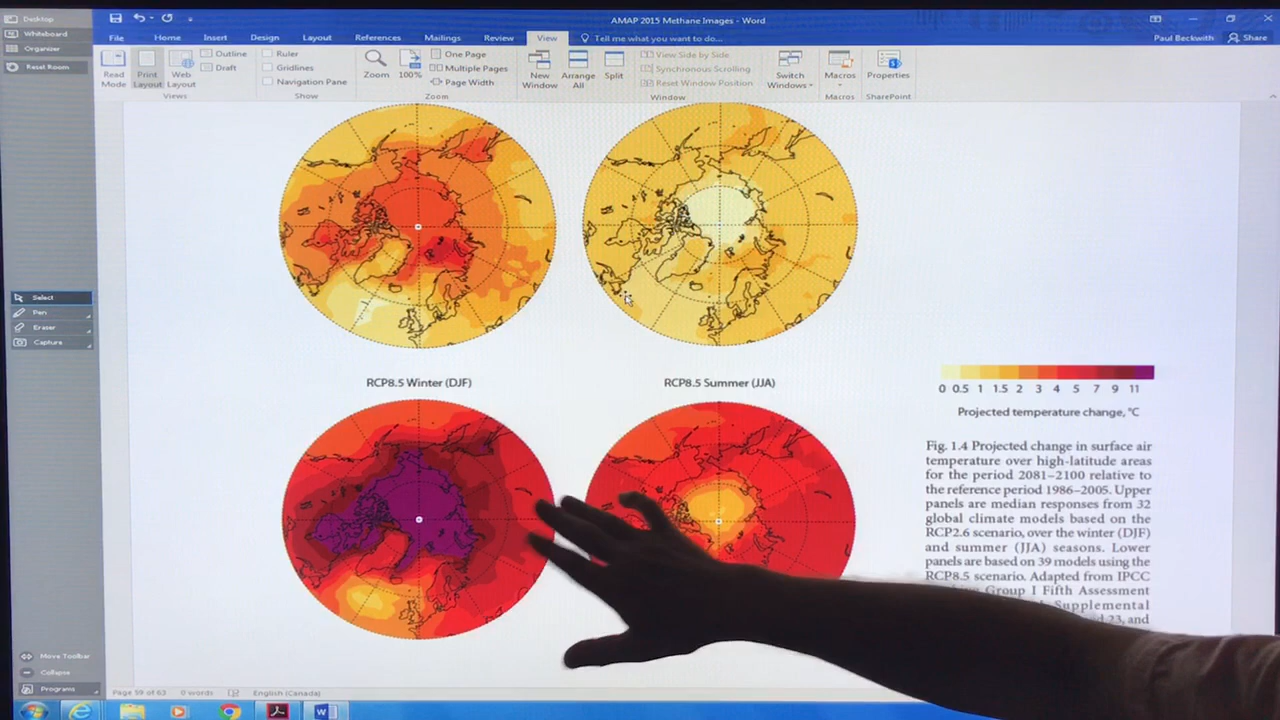 Desktop
Whiteboard
Organizer
Reset Room
AMAP 2015 Methane Images - Word
File Home Insert Design Layout References Mailings Review View Tell me what you want to do... Paul Beckwith Share
Read Mode
Print Layout
Web Layout
Outline
Draft
Views
Ruler
Gridlines
Navigation Pane
Show
Zoom
100%
One Page
Multiple Pages
Page Width
Zoom
New Window
Arrange All
Split
View Side by Side
Synchronous Scrolling
Reset Window Position
Window
Switch Windows
Macros
Macros
Properties
SharePoint
Select
Pen
Eraser
Capture
RCP8.5 Winter (DJF) RCP8.5 Summer (JJA)
0 0.5 1 1.5 2 3 4 5 7 9 11
Projected temperature change, °C
Fig. 1.4 Projected change in surface air
temperature over high-latitude areas
for the period 2081–2100 relative to
the reference period 1986–2005. Upper
panels are median responses from 32
global climate models based on the
RCP2.6 scenario, over the winter (DJF)
and summer (JJA) seasons. Lower
panels are based on 39 models using the
RCP8.5 scenario. Adapted from IPCC
Group I Fifth Assessment
Supplemental
23, and
Move Toolbar
Collapse
Programs
Page 59 of 63 0 words English (Canada)